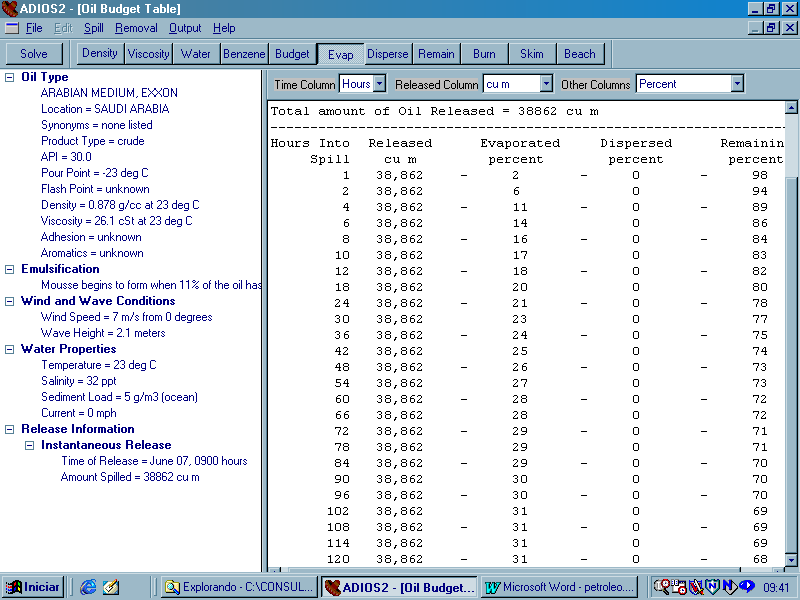 ADIOS2 - [Oil Budget Table]
File Edit Spill Removal Output Help
Solve Density Viscosity Water Benzene Budget Evap Disperse Remain Burn Skim Beach
Oil Type
ARABIAN MEDIUM, EXXON
Location = SAUDI ARABIA
Synonyms = none listed
Product Type = crude
API = 30.0
Pour Point = -23 deg C
Flash Point = unknown
Density = 0.878 g/cc at 23 deg C
Viscosity = 26.1 cSt at 23 deg C
Adhesion = unknown
Aromatics = unknown
Emulsification
Mousse begins to form when 11% of the oil has
Wind and Wave Conditions
Wind Speed = 7 m/s from 0 degrees
Wave Height = 2.1 meters
Water Properties
Temperature = 23 deg C
Salinity = 32 ppt
Sediment Load = 5 g/m3 (ocean)
Current = 0 mph
Release Information
Instantaneous Release
Time of Release = June 07, 0900 hours
Amount Spilled = 38862 cu m
Time Column Hours Released Column cu m Other Columns Percent
Total amount of Oil Released = 38862 cu m
Hours Into Released Evaporated Dispersed Remainin
Spill cu m percent percent percent
1 38,862 - 2 - 0 - 98
2 38,862 - 6 - 0 - 94
4 38,862 - 11 - 0 - 89
6 38,862 - 14 - 0 - 86
8 38,862 - 16 - 0 - 84
10 38,862 - 17 - 0 - 83
12 38,862 - 18 - 0 - 82
18 38,862 - 20 - 0 - 80
24 38,862 - 21 - 0 - 78
30 38,862 - 23 - 0 - 77
36 38,862 - 24 - 0 - 75
42 38,862 - 25 - 0 - 74
48 38,862 - 26 - 0 - 73
54 38,862 - 27 - 0 - 73
60 38,862 - 28 - 0 - 72
66 38,862 - 28 - 0 - 72
72 38,862 - 29 - 0 - 71
78 38,862 - 29 - 0 - 71
84 38,862 - 29 - 0 - 70
90 38,862 - 30 - 0 - 70
96 38,862 - 30 - 0 - 70
102 38,862 - 31 - 0 - 69
108 38,862 - 31 - 0 - 69
114 38,862 - 31 - 0 - 69
120 38,862 - 31 - 0 - 68
Iniciar Explorando - C:\CONSUL... ADIOS2 - [Oil Budget... Microsoft Word - petroleo.... 09:41